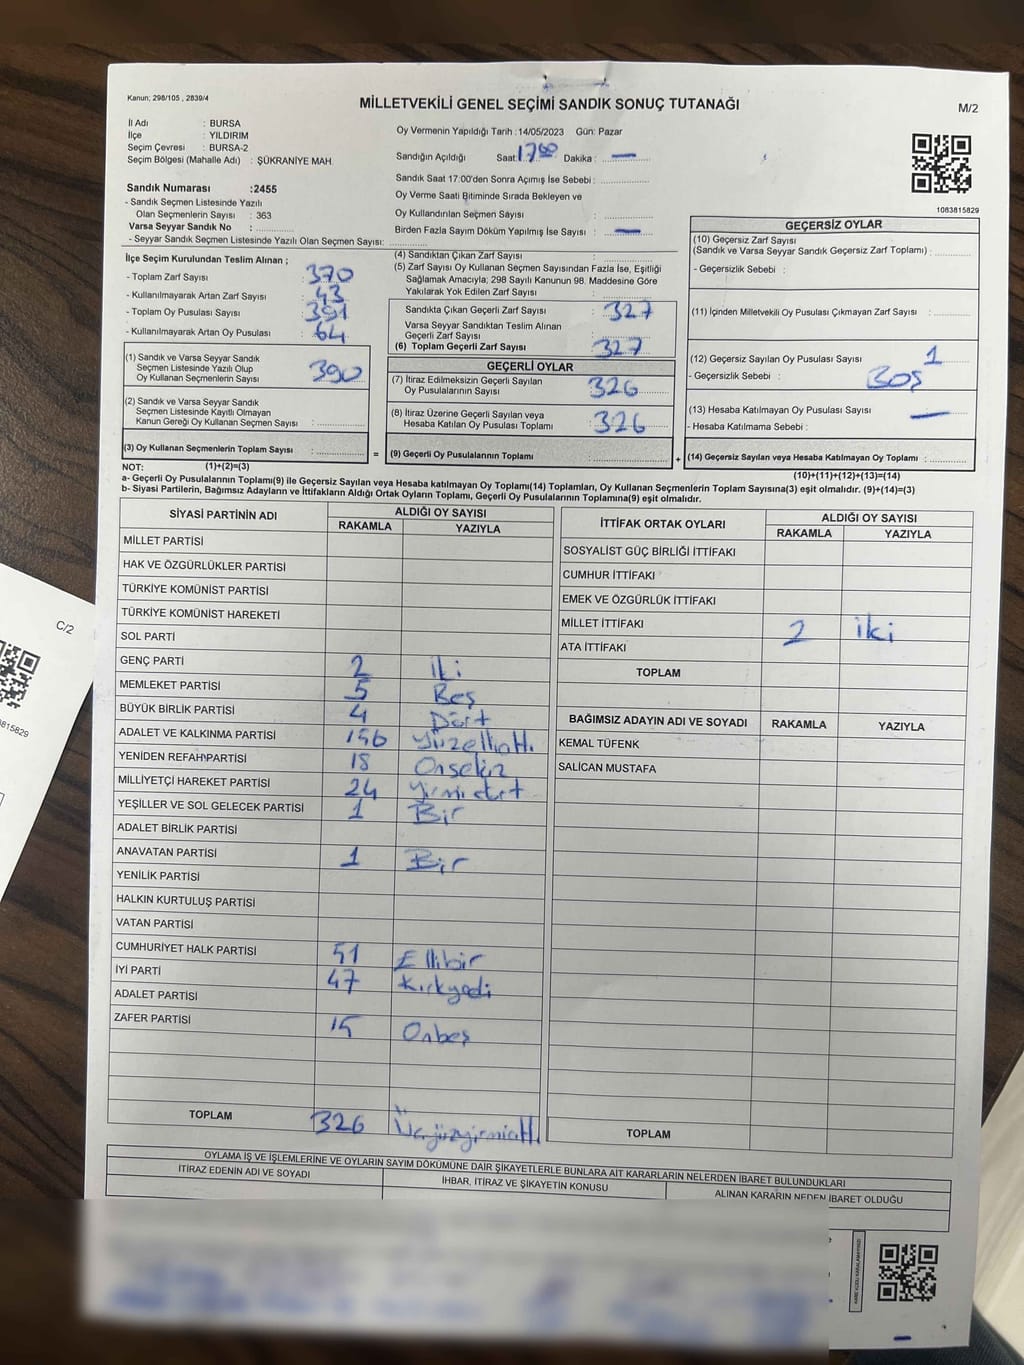 Kanun; 298/105 , 2839/4
MİLLETVEKİLİ GENEL SEÇİMİ SANDIK SONUÇ TUTANAĞI
M/2
İl Adı : BURSA
İlçe : YILDIRIM
Seçim Çevresi : BURSA-2
Seçim Bölgesi (Mahalle Adı) : ŞÜKRANİYE MAH.
Oy Vermenin Yapıldığı Tarih : 14/05/2023 Gün: Pazar
Sandığın Açıldığı Saat: 17 00 Dakika : —
Sandık Saat 17:00'den Sonra Açımış İse Sebebi :
Oy Verme Saati Bitiminde Sırada Bekleyen ve
Oy Kullandırılan Seçmen Sayısı :
Birden Fazla Sayım Döküm Yapılmış İse Sayısı : —
Sandık Numarası :2455
- Sandık Seçmen Listesinde Yazılı
Olan Seçmenlerin Sayısı : 363
Varsa Seyyar Sandık No :
- Seyyar Sandık Seçmen Listesinde Yazılı Olan Seçmen Sayısı:
1083815829
İlçe Seçim Kurulundan Teslim Alınan ;
- Toplam Zarf Sayısı : 370
- Kullanılmayarak Artan Zarf Sayısı : 43
- Toplam Oy Pusulası Sayısı : 391
- Kullanılmayarak Artan Oy Pusulası : 64
(1) Sandık ve Varsa Seyyar Sandık
Seçmen Listesinde Yazılı Olup
Oy Kullanan Seçmenlerin Sayısı : 390
(2) Sandık ve Varsa Seyyar Sandık
Seçmen Listesinde Kayıtlı Olmayan
Kanun Gereği Oy Kullanan Seçmen Sayısı :
(3) Oy Kullanan Seçmenlerin Toplam Sayısı :
(4) Sandıktan Çıkan Zarf Sayısı :
(5) Zarf Sayısı Oy Kullanan Seçmen Sayısından Fazla İse, Eşitliği
Sağlamak Amacıyla; 298 Sayılı Kanunun 98. Maddesine Göre
Yakılarak Yok Edilen Zarf Sayısı :
Sandıkta Çıkan Geçerli Zarf Sayısı : 327
Varsa Seyyar Sandıktan Teslim Alınan
Geçerli Zarf Sayısı :
(6) Toplam Geçerli Zarf Sayısı : 327
GEÇERLİ OYLAR
(7) İtiraz Edilmeksizin Geçerli Sayılan
Oy Pusulalarının Sayısı : 326
(8) İtiraz Üzerine Geçerli Sayılan veya
Hesaba Katılan Oy Pusulası Toplamı : 326
= (9) Geçerli Oy Pusulalarının Toplamı : +
GEÇERSİZ OYLAR
(10) Geçersiz Zarf Sayısı
(Sandık ve Varsa Seyyar Sandık Geçersiz Zarf Toplamı) :
- Geçersizlik Sebebi :
(11) İçinden Milletvekili Oy Pusulası Çıkmayan Zarf Sayısı :
(12) Geçersiz Sayılan Oy Pusulası Sayısı : 1
- Geçersizlik Sebebi : BOŞ
(13) Hesaba Katılmayan Oy Pusulası Sayısı : —
- Hesaba Katılmama Sebebi :
(14) Geçersiz Sayılan veya Hesaba Katılmayan Oy Toplamı :
NOT: (1)+(2)=(3)
(10)+(11)+(12)+(13)=(14)
a- Geçerli Oy Pusulalarının Toplamı(9) ile Geçersiz Sayılan veya Hesaba Katılmayan Oy Toplamı(14) Toplamları, Oy Kullanan Seçmenlerin Toplam Sayısına(3) eşit olmalıdır. (9)+(14)=(3)
b- Siyasi Partilerin, Bağımsız Adayların ve İttifakların Aldığı Ortak Oyların Toplamı, Geçerli Oy Pusulalarının Toplamına(9) eşit olmalıdır.
SİYASİ PARTİNİN ADI
ALDIĞI OY SAYISI
RAKAMLA YAZIYLA
MİLLET PARTİSİ
HAK VE ÖZGÜRLÜKLER PARTİSİ
TÜRKİYE KOMÜNİST PARTİSİ
TÜRKİYE KOMÜNİST HAREKETİ
SOL PARTİ
GENÇ PARTİ 2 İki
MEMLEKET PARTİSİ 5 Beş
BÜYÜK BİRLİK PARTİSİ 4 Dört
ADALET VE KALKINMA PARTİSİ 156 Yüzellialtı
YENİDEN REFAH PARTİSİ 18 Onsekiz
MİLLİYETÇİ HAREKET PARTİSİ 24 Yirmidört
YEŞİLLER VE SOL GELECEK PARTİSİ 1 Bir
ADALET BİRLİK PARTİSİ
ANAVATAN PARTİSİ 1 Bir
YENİLİK PARTİSİ
HALKIN KURTULUŞ PARTİSİ
VATAN PARTİSİ
CUMHURİYET HALK PARTİSİ 51 Ellibir
İYİ PARTİ 47 Kırkyedi
ADALET PARTİSİ
ZAFER PARTİSİ 15 Onbeş
TOPLAM 326 Üçyüzyirmialtı
İTTİFAK ORTAK OYLARI
ALDIĞI OY SAYISI
RAKAMLA YAZIYLA
SOSYALİST GÜÇ BİRLİĞİ İTTİFAKI
CUMHUR İTTİFAKI
EMEK VE ÖZGÜRLÜK İTTİFAKI
MİLLET İTTİFAKI 2 iki
ATA İTTİFAKI
TOPLAM
BAĞIMSIZ ADAYIN ADI VE SOYADI RAKAMLA YAZIYLA
KEMAL TÜFENK
SALİCAN MUSTAFA
TOPLAM
OYLAMA İŞ VE İŞLEMLERİNE VE OYLARIN SAYIM DÖKÜMÜNE DAİR ŞİKAYETLERLE BUNLARA AİT KARARLARIN NELERDEN İBARET BULUNDUKLARI
İTİRAZ EDENİN ADI VE SOYADI
İHBAR, İTİRAZ VE ŞİKAYETİN KONUSU
ALINAN KARARIN NEDEN İBARET OLDUĞU
C/2
815829